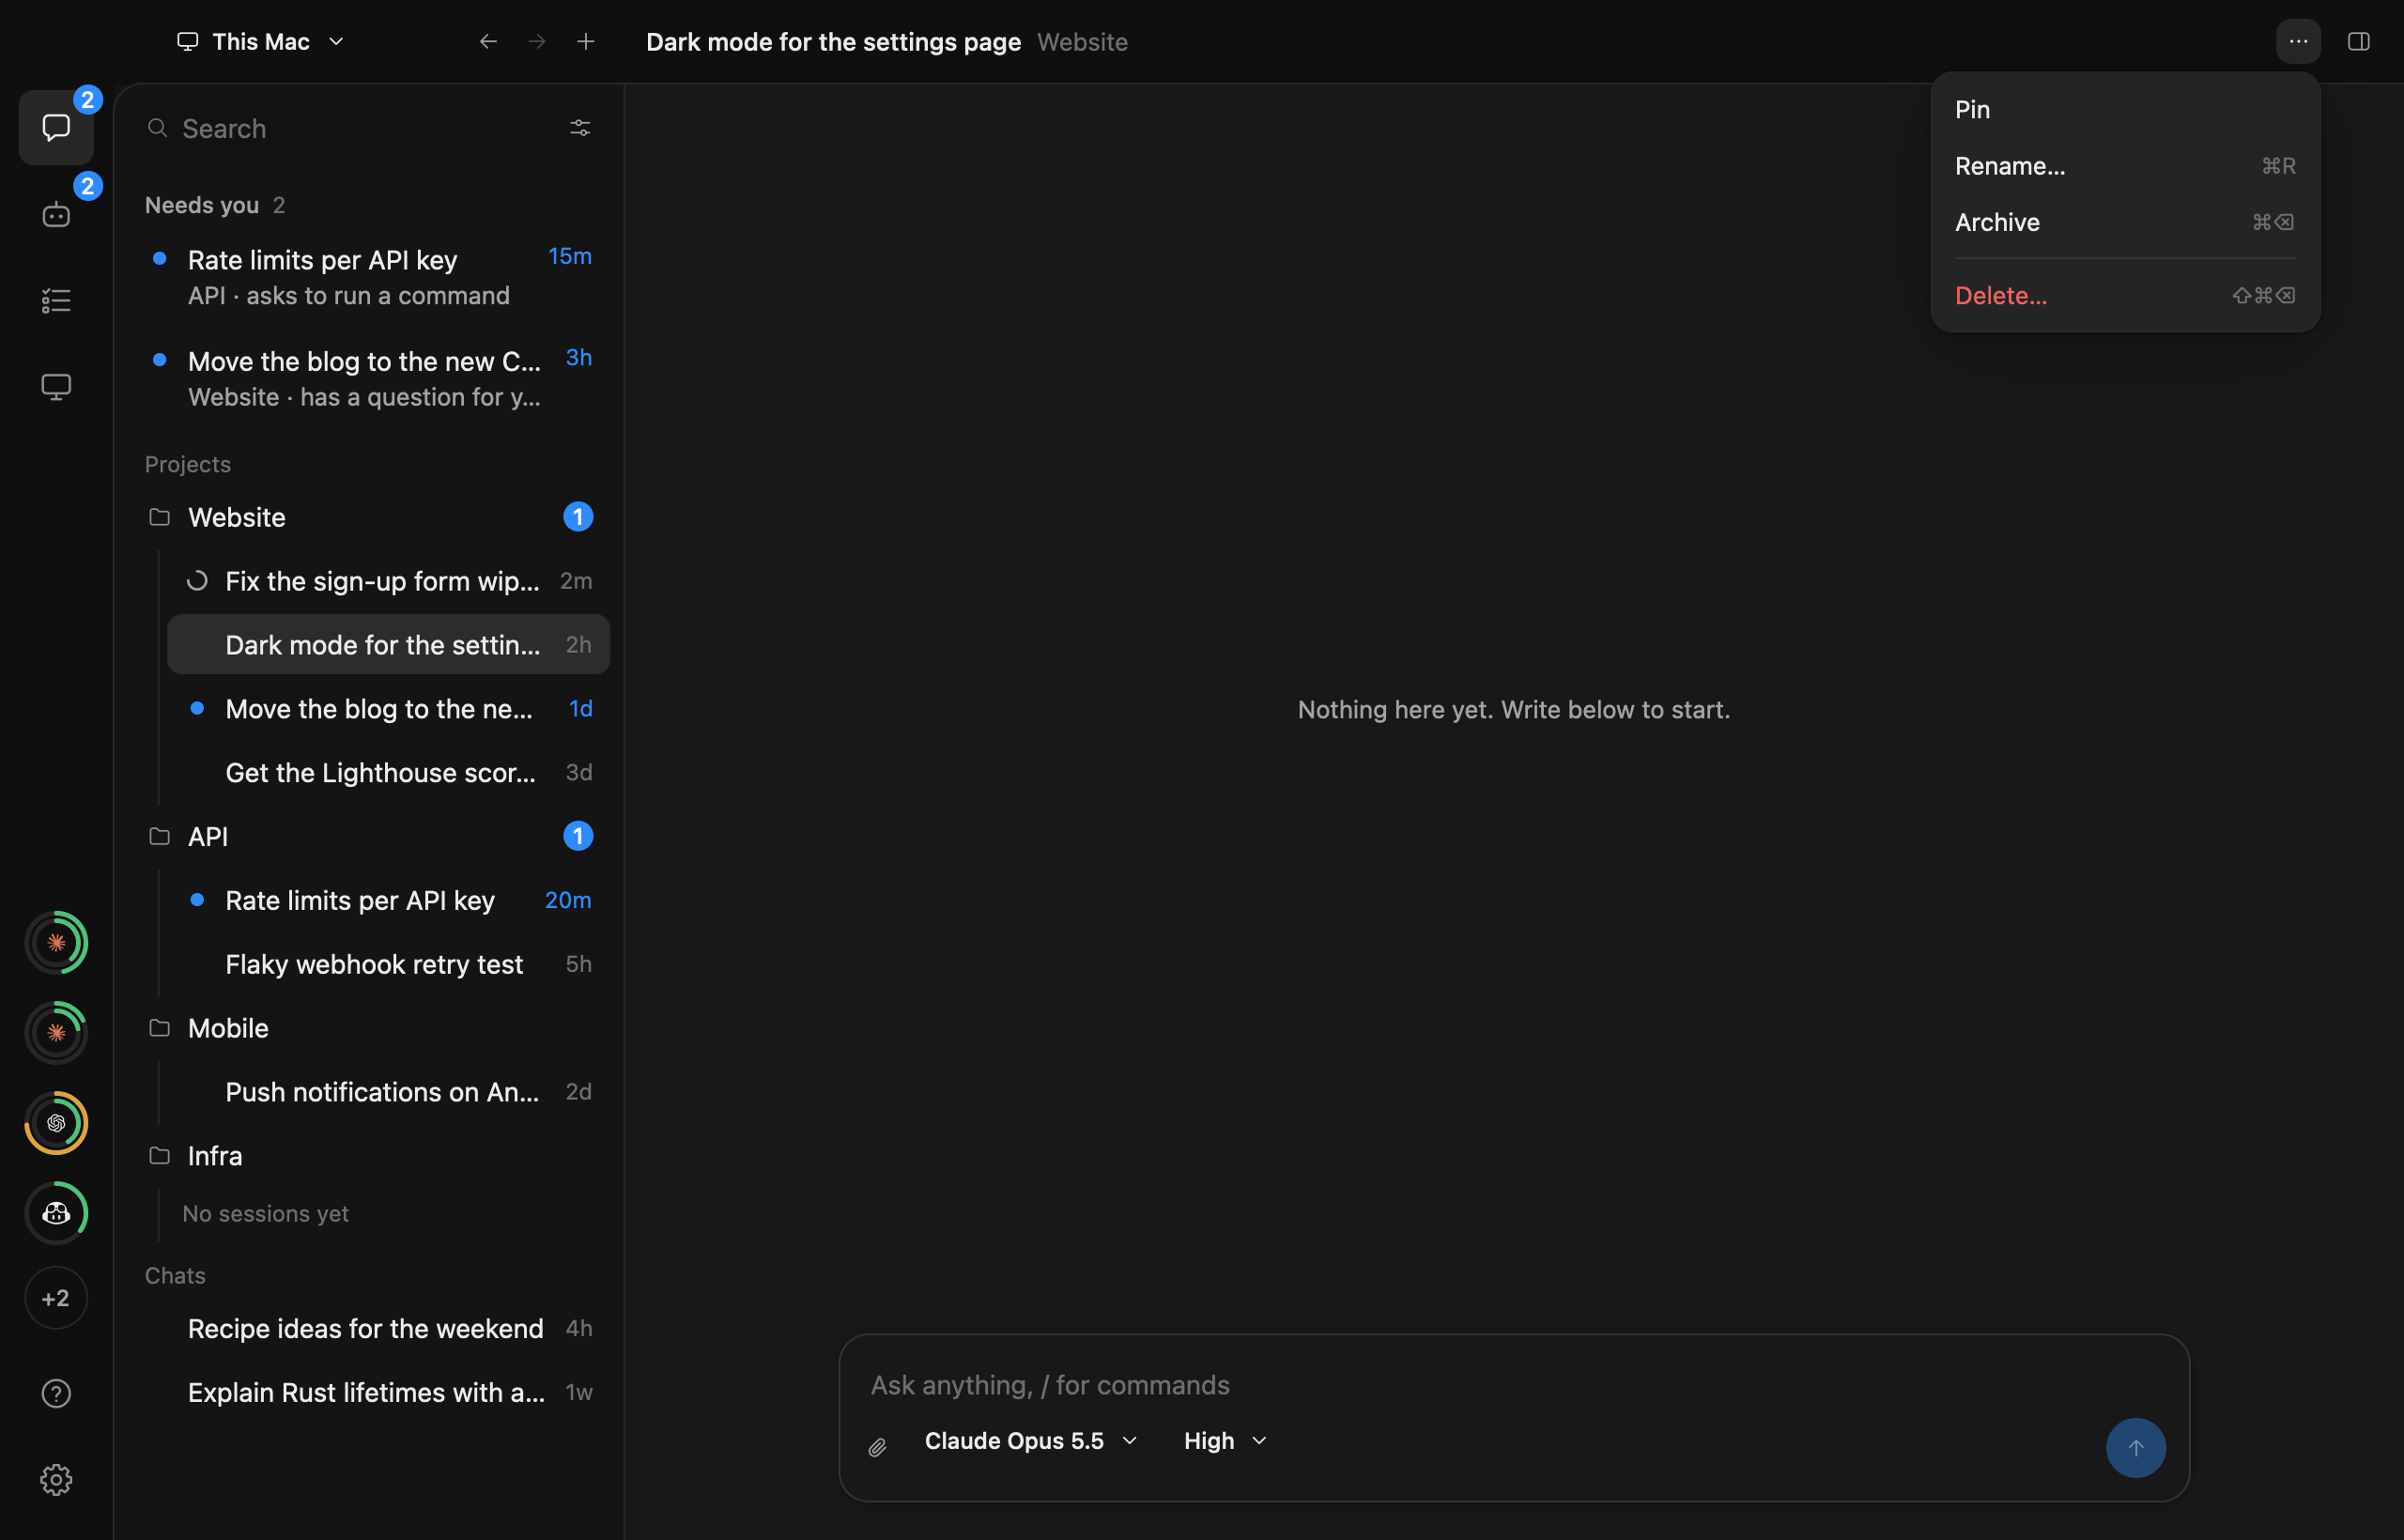 This Mac
Dark mode for the settings page Website
2
2
Search
Needs you 2
Rate limits per API key 15m
API · asks to run a command
Move the blog to the new C... 3h
Website · has a question for y...
Projects
Website 1
Fix the sign-up form wip... 2m
Dark mode for the settin... 2h
Move the blog to the ne... 1d
Get the Lighthouse scor... 3d
API 1
Rate limits per API key 20m
Flaky webhook retry test 5h
Mobile
Push notifications on An... 2d
Infra
No sessions yet
Chats
Recipe ideas for the weekend 4h
Explain Rust lifetimes with a... 1w
+2
Pin
Rename... ⌘R
Archive ⌘⌫
Delete... ⇧⌘⌫
Nothing here yet. Write below to start.
Ask anything, / for commands
Claude Opus 5.5 High